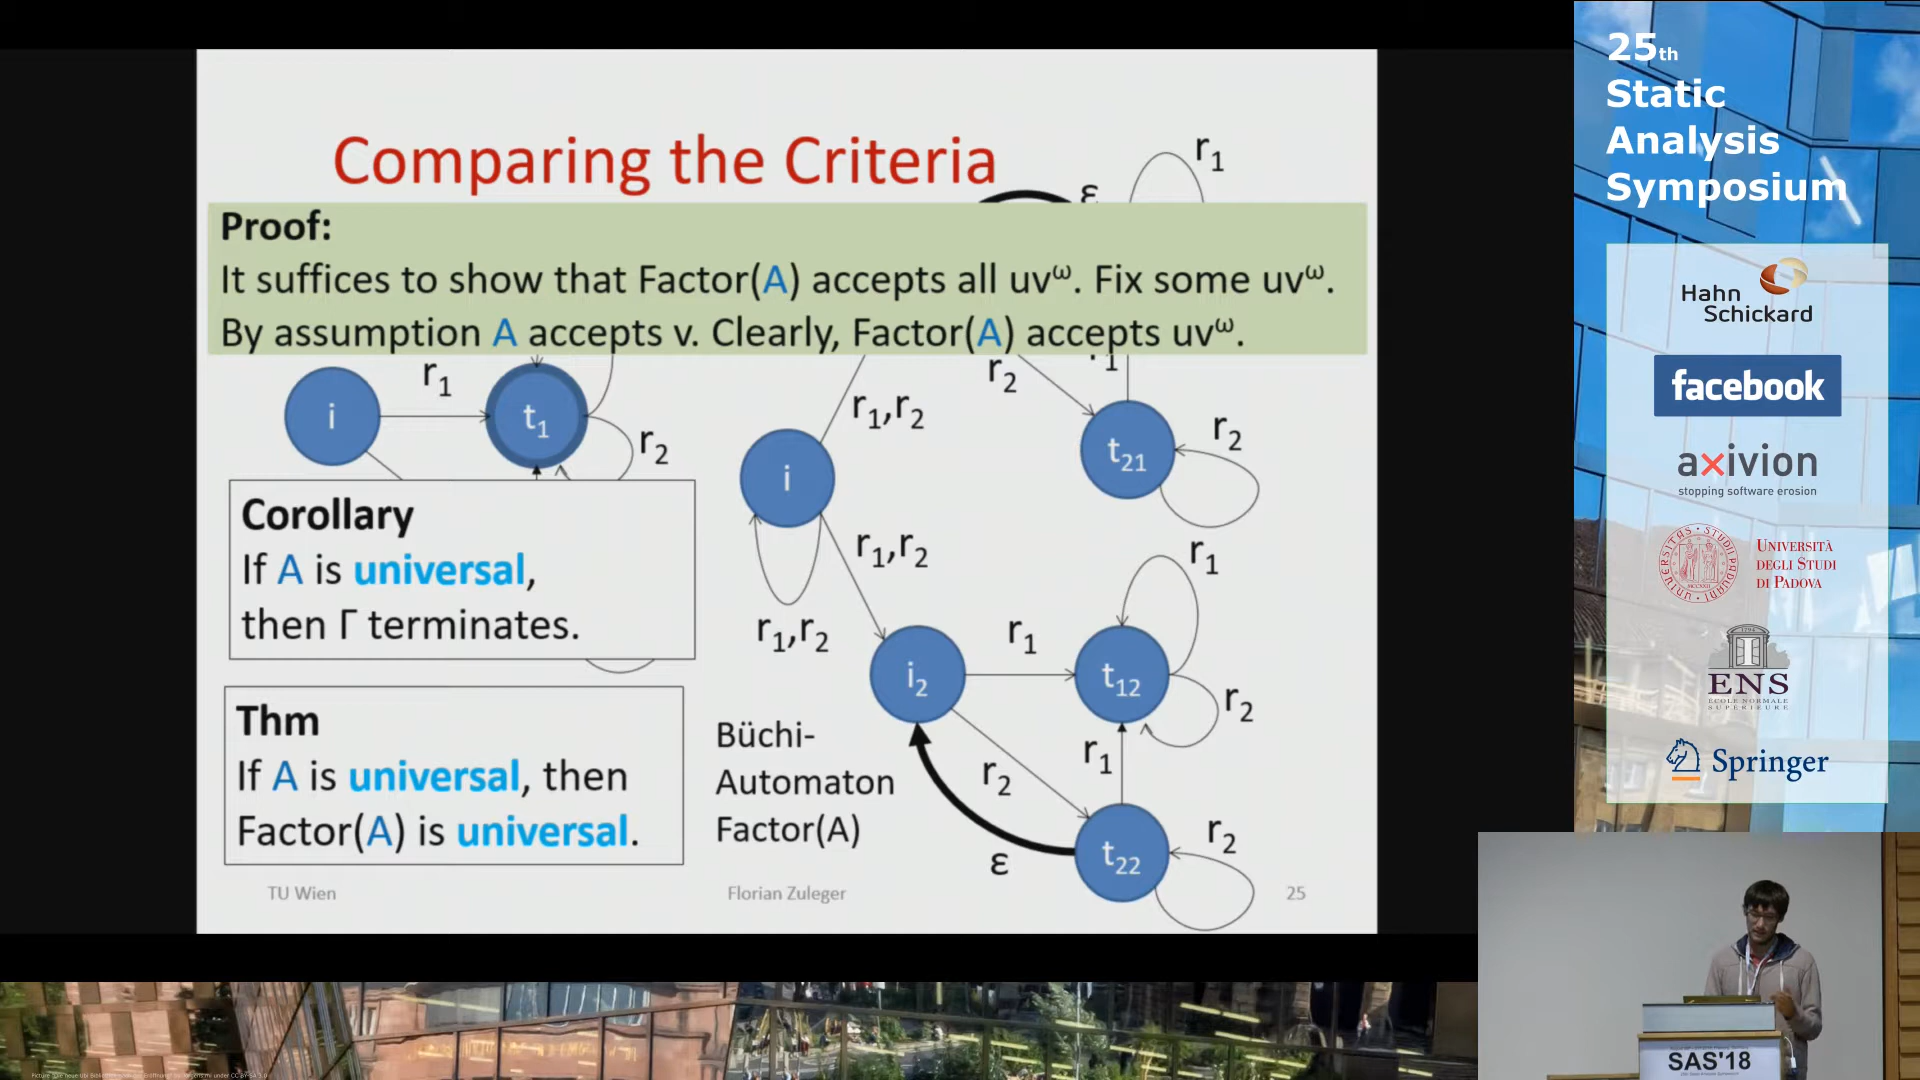 Comparing the Criteria
Proof:
It suffices to show that Factor(A) accepts all uvω. Fix some uvω.
By assumption A accepts v. Clearly, Factor(A) accepts uvω.
r1
ε
i
r1
t1
r2
Corollary
If A is universal,
then Γ terminates.
Thm
If A is universal, then
Factor(A) is universal.
r1,r2
i
r1,r2
r1,r2
r2
1
t21
r2
i2
r1
t12
r1
r2
r2
r1
t22
r2
ε
Büchi-
Automaton
Factor(A)
TU Wien
Florian Zuleger
25
25th
Static
Analysis
Symposium
Hahn
Schickard
facebook
axivion
stopping software erosion
UNIVERSITÀ
DEGLI STUDI
DI PADOVA
ENS
ECOLE NORMALE
SUPERIEURE
Springer
SAS'18